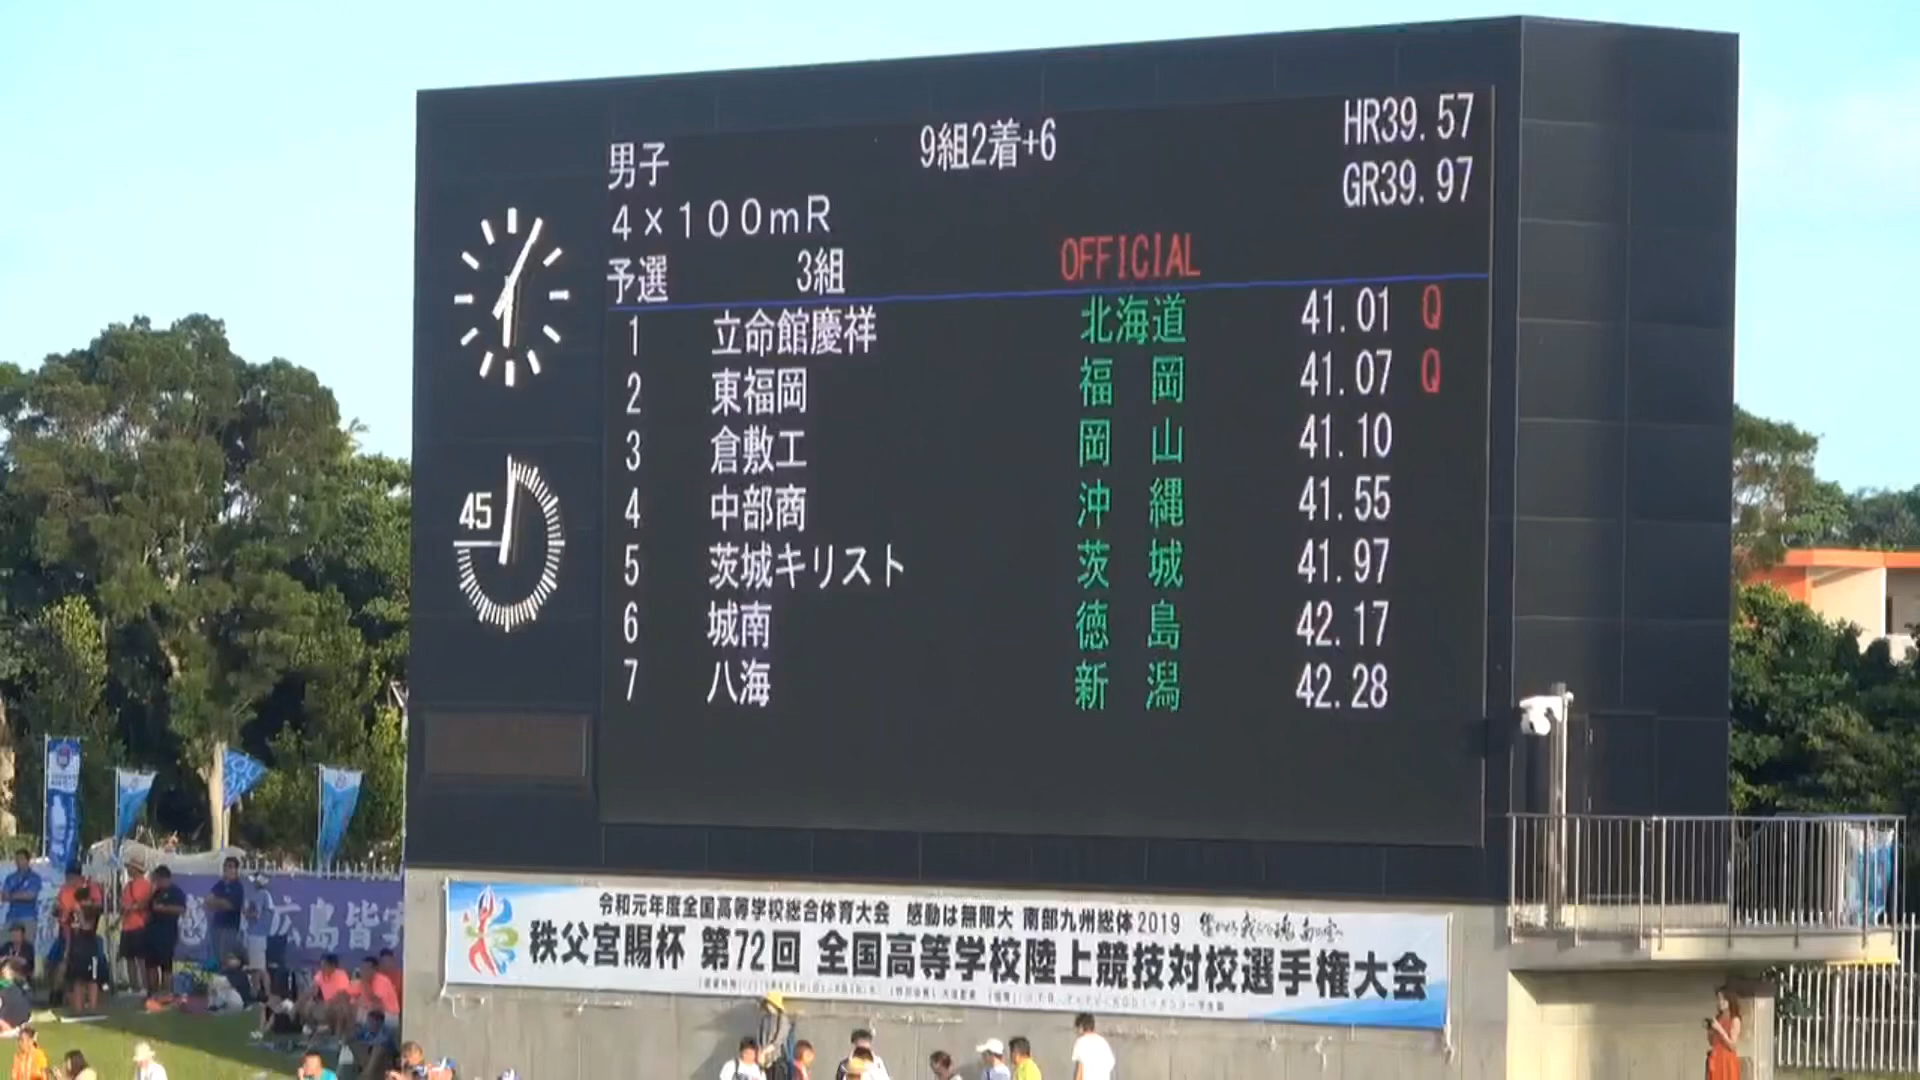 男子 9組2着+6 HR39.57
4×100mR GR39.97
予選 3組 OFFICIAL
1 立命館慶祥 北海道 41.01 Q
2 東福岡 福岡 41.07 Q
3 倉敷工 岡山 41.10
4 中部商 沖縄 41.55
5 茨城キリスト 茨城 41.97
6 城南 徳島 42.17
7 八海 新潟 42.28
45
令和元年度全国高等学校総合体育大会 感動は無限大 南部九州総体2019
秩父宮賜杯 第72回 全国高等学校陸上競技対校選手権大会
広島皆実